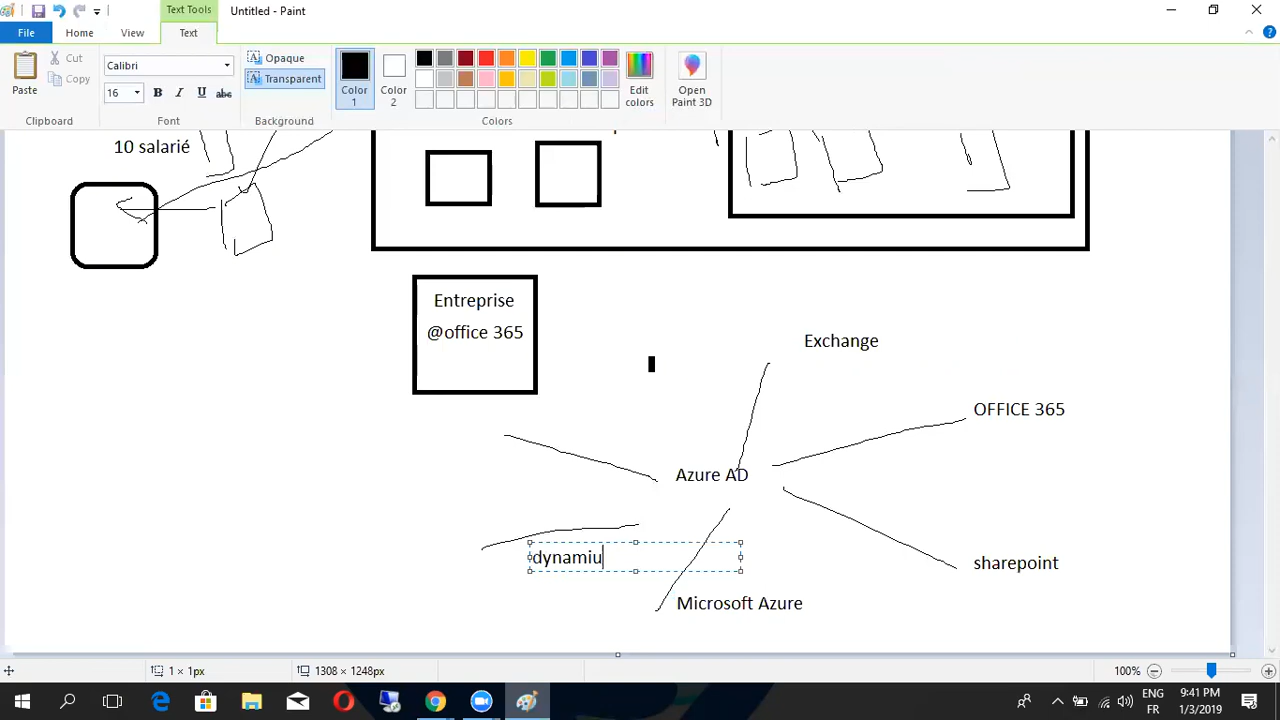 Text Tools
Untitled - Paint
File
Home
View
Text
Paste
Cut
Copy
Clipboard
Calibri
16
B I U abc
Font
Opaque
Transparent
Background
Color 1
Color 2
Edit colors
Colors
Open Paint 3D
10 salarié
Entreprise
@office 365
Exchange
OFFICE 365
Azure AD
dynamiu
sharepoint
Microsoft Azure
1 × 1px
1308 × 1248px
100%
ENG
FR
9:41 PM
1/3/2019